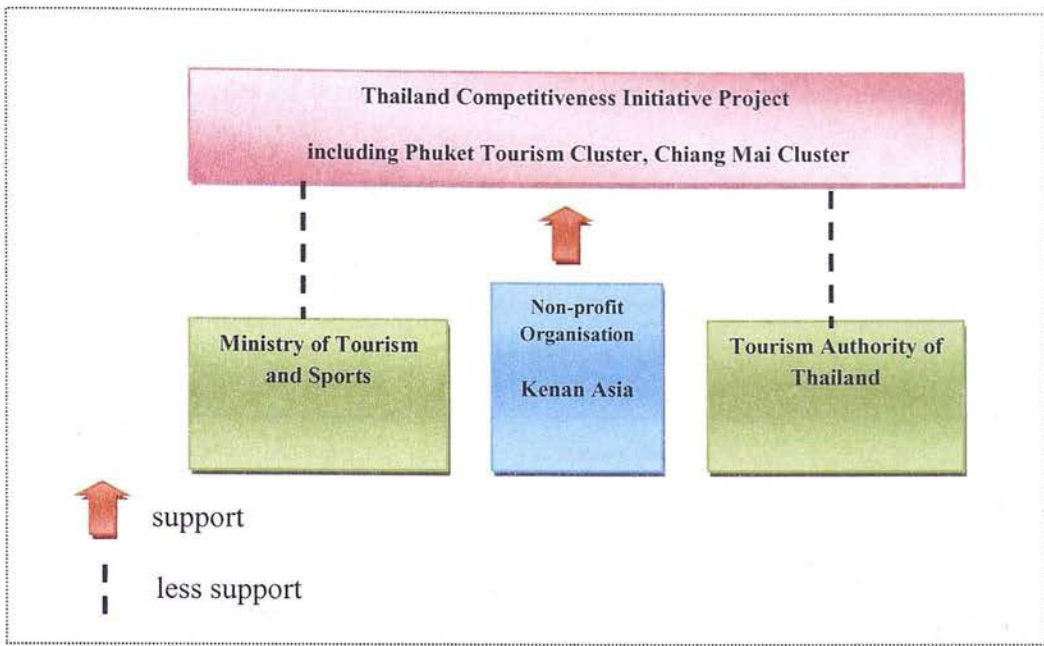 Thailand Competitiveness Initiative Project
including Phuket Tourism Cluster, Chiang Mai Cluster
Ministry of Tourism
and Sports
Non-profit
Organisation
Kenan Asia
Tourism Authority of
Thailand
support
less support